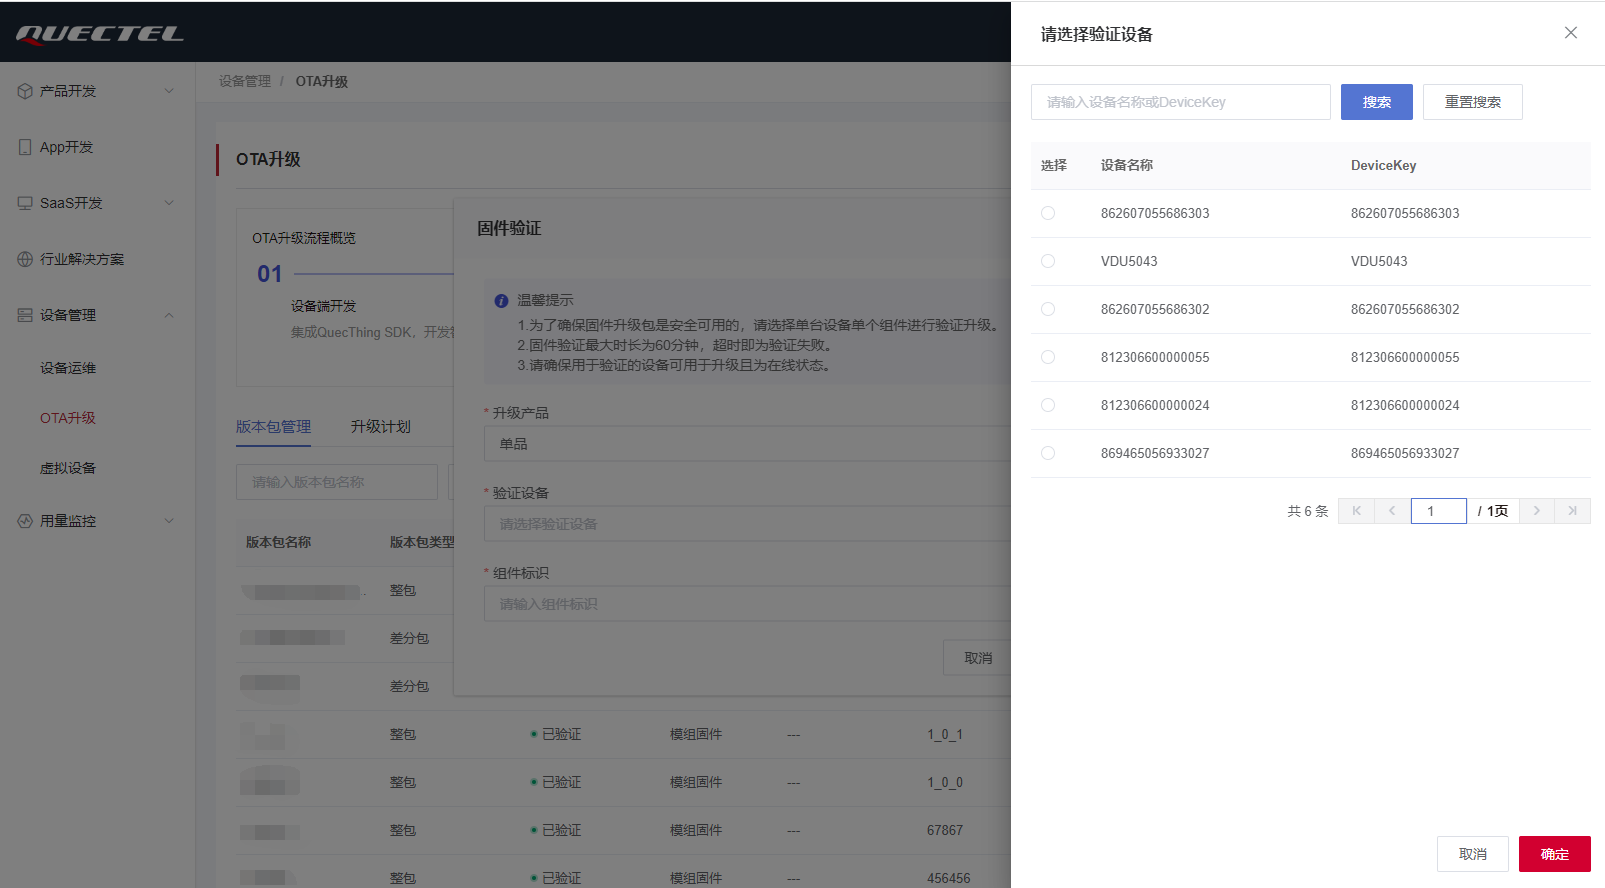 QUECTEL
产品开发
App开发
SaaS开发
行业解决方案
设备管理
设备运维
OTA升级
虚拟设备
用量监控
设备管理 / OTA升级
OTA升级
OTA升级流程概览
01
设备端开发
集成QuecThing SDK，开发
版本包管理 升级计划
请输入版本包名称
版本包名称 版本包类型
整包
差分包
差分包
整包 已验证 模组固件 --- 1_0_1
整包 已验证 模组固件 --- 1_0_0
整包 已验证 模组固件 --- 67867
整包 已验证 模组固件 --- 456456
固件验证
温馨提示
1.为了确保固件升级包是安全可用的，请选择单台设备单个组件进行验证升级。
2.固件验证最大时长为60分钟，超时即为验证失败。
3.请确保用于验证的设备可用于升级且为在线状态。
* 升级产品
单品
* 验证设备
请选择验证设备
* 组件标识
请输入组件标识
取消
请选择验证设备
请输入设备名称或DeviceKey 搜索 重置搜索
选择 设备名称 DeviceKey
862607055686303 862607055686303
VDU5043 VDU5043
862607055686302 862607055686302
812306600000055 812306600000055
812306600000024 812306600000024
869465056933027 869465056933027
共 6 条 1 / 1页
取消 确定